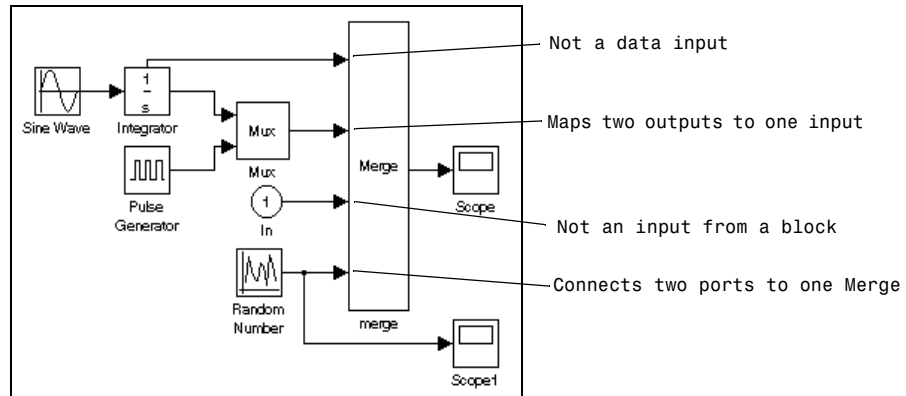 Not a data input
1
s
Sine Wave
Integrator
Maps two outputs to one input
Mux
Mux
Merge
Pulse
Generator
Scope
1
In
Not an input from a block
Connects two ports to one Merge
Random
Number
merge
Scope1